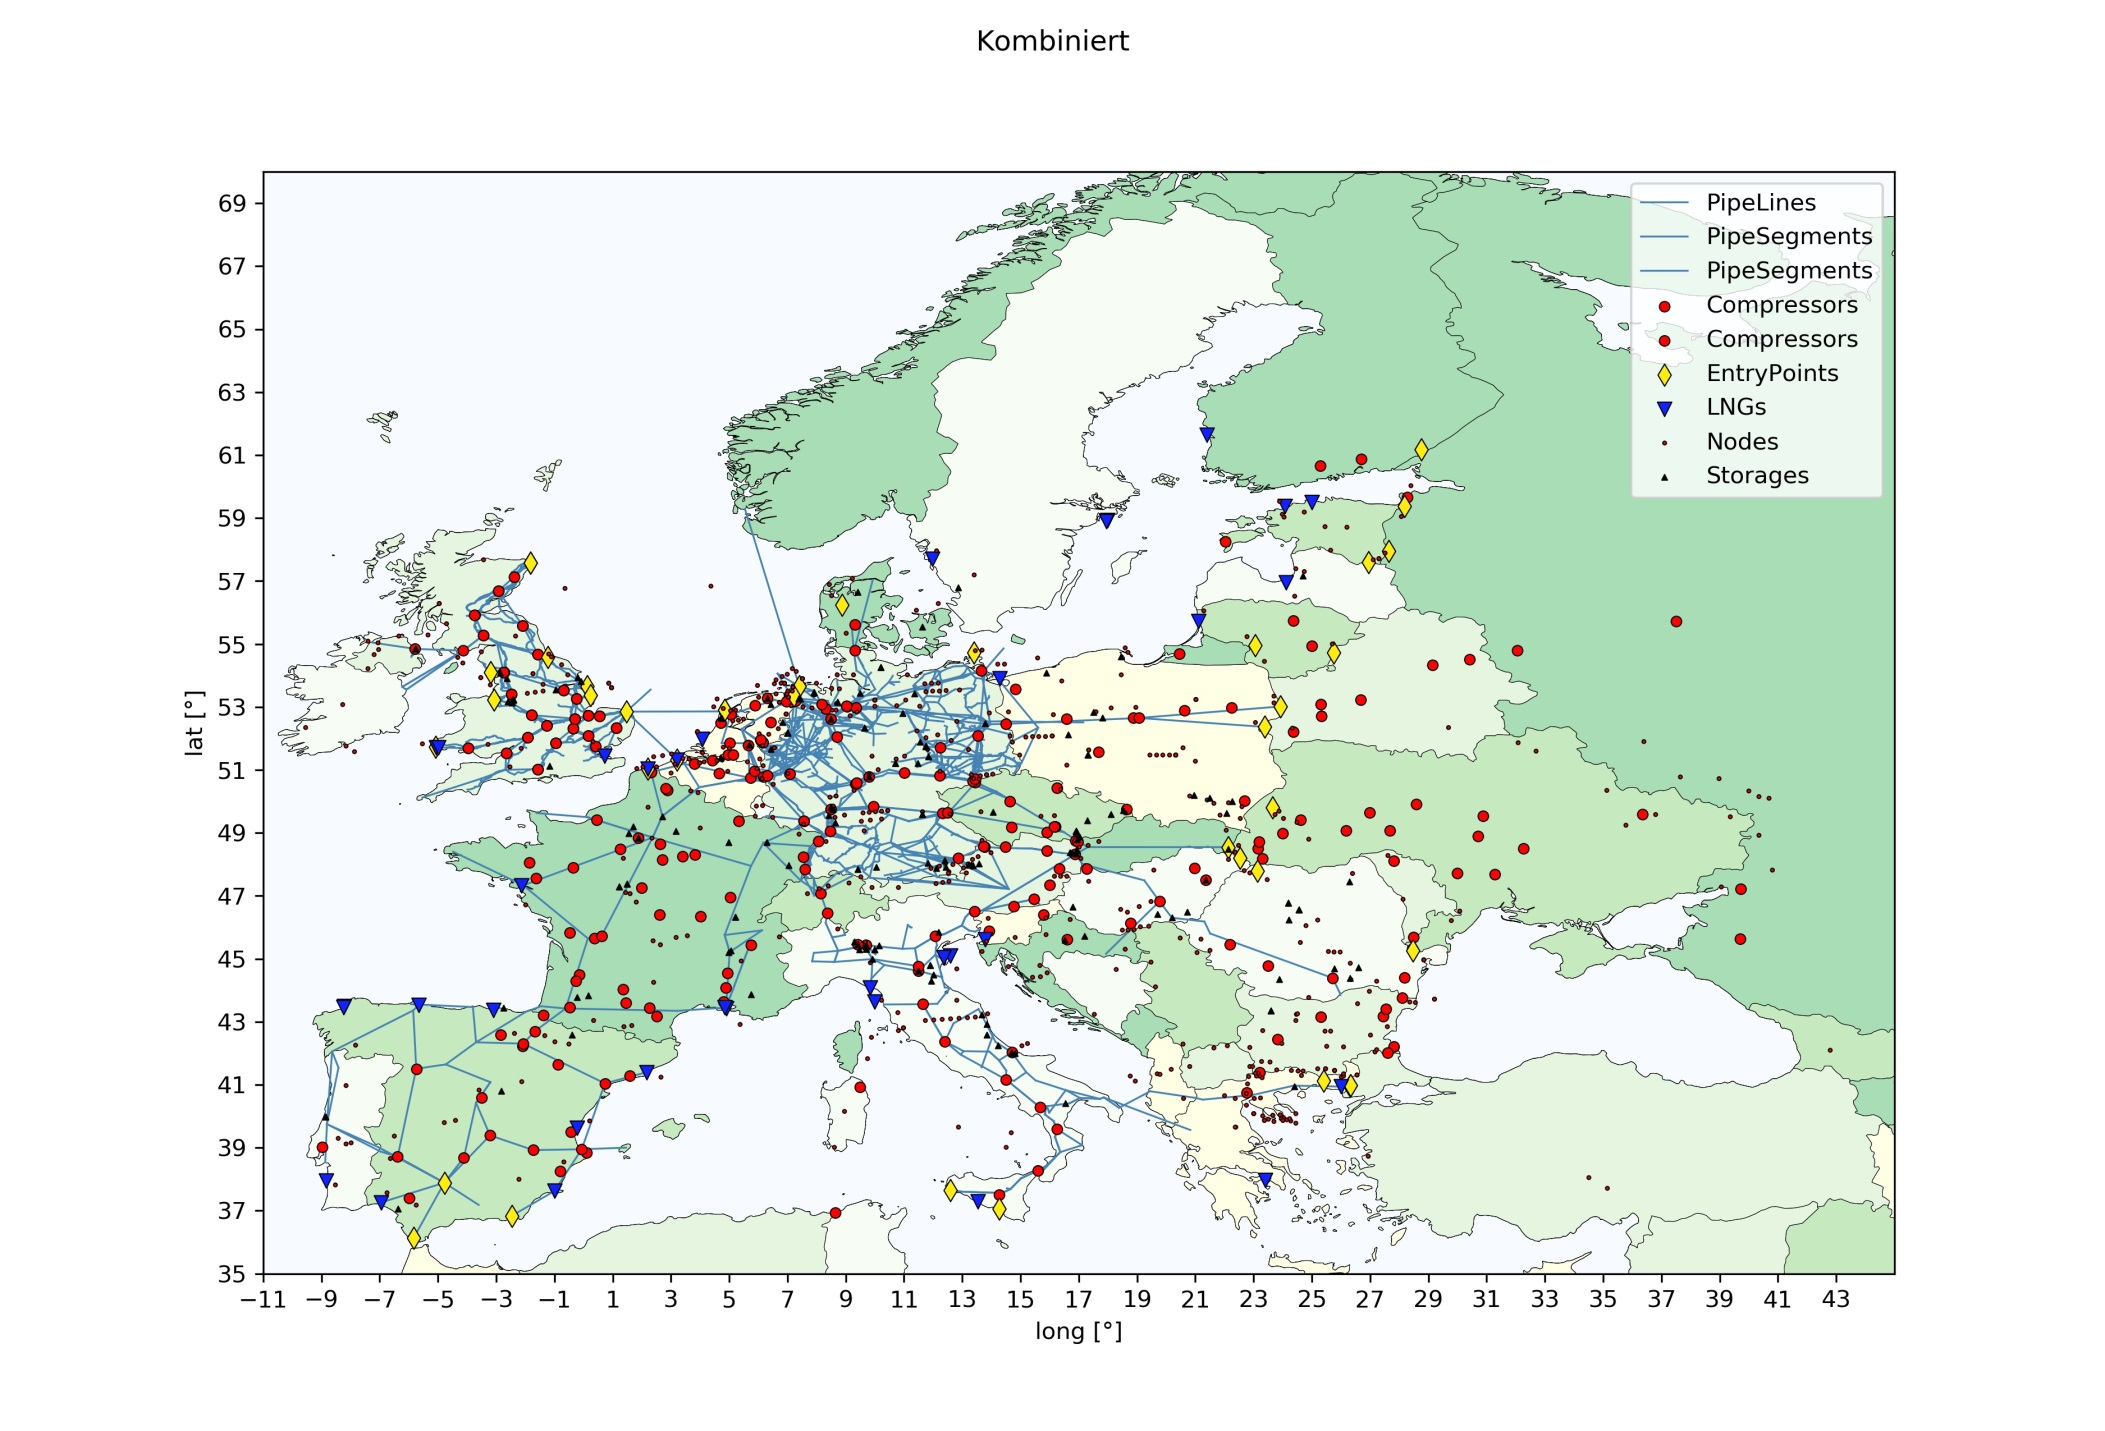 Kombiniert
69
67
65
63
61
59
57
55
53
51
49
47
45
43
41
39
37
35
lat [°]
PipeLines
PipeSegments
PipeSegments
Compressors
Compressors
EntryPoints
LNGs
Nodes
Storages
−11 −9 −7 −5 −3 −1 1 3 5 7 9 11 13 15 17 19 21 23 25 27 29 31 33 35 37 39 41 43
long [°]